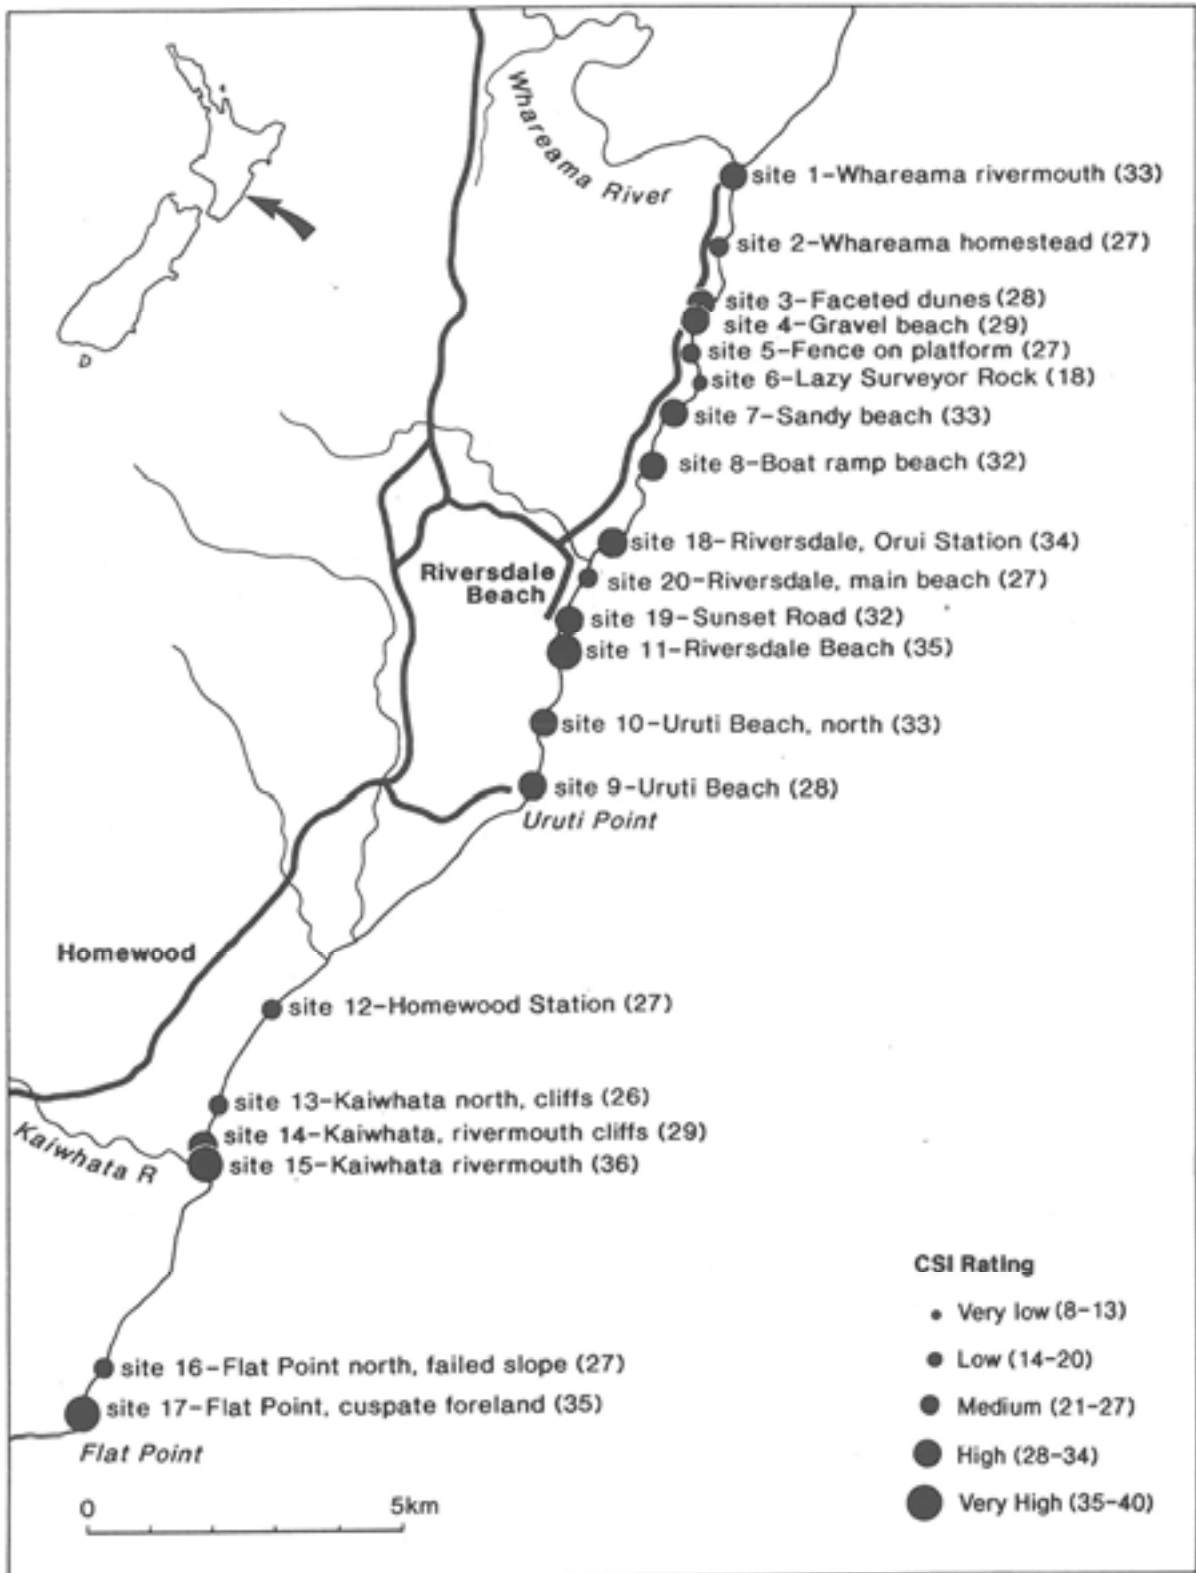 Whareama River
site 1-Whareama rivermouth (33)
site 2-Whareama homestead (27)
site 3-Faceted dunes (28)
site 4-Gravel beach (29)
site 5-Fence on platform (27)
site 6-Lazy Surveyor Rock (18)
site 7-Sandy beach (33)
site 8-Boat ramp beach (32)
site 18-Riversdale, Orui Station (34)
Riversdale
Beach
site 20-Riversdale, main beach (27)
site 19-Sunset Road (32)
site 11-Riversdale Beach (35)
site 10-Uruti Beach, north (33)
site 9-Uruti Beach (28)
Uruti Point
Homewood
site 12-Homewood Station (27)
site 13-Kaiwhata north, cliffs (26)
site 14-Kaiwhata, rivermouth cliffs (29)
Kaiwhata R
site 15-Kaiwhata rivermouth (36)
site 16-Flat Point north, failed slope (27)
site 17-Flat Point, cuspate foreland (35)
Flat Point
0 5km
CSI Rating
Very low (8-13)
Low (14-20)
Medium (21-27)
High (28-34)
Very High (35-40)